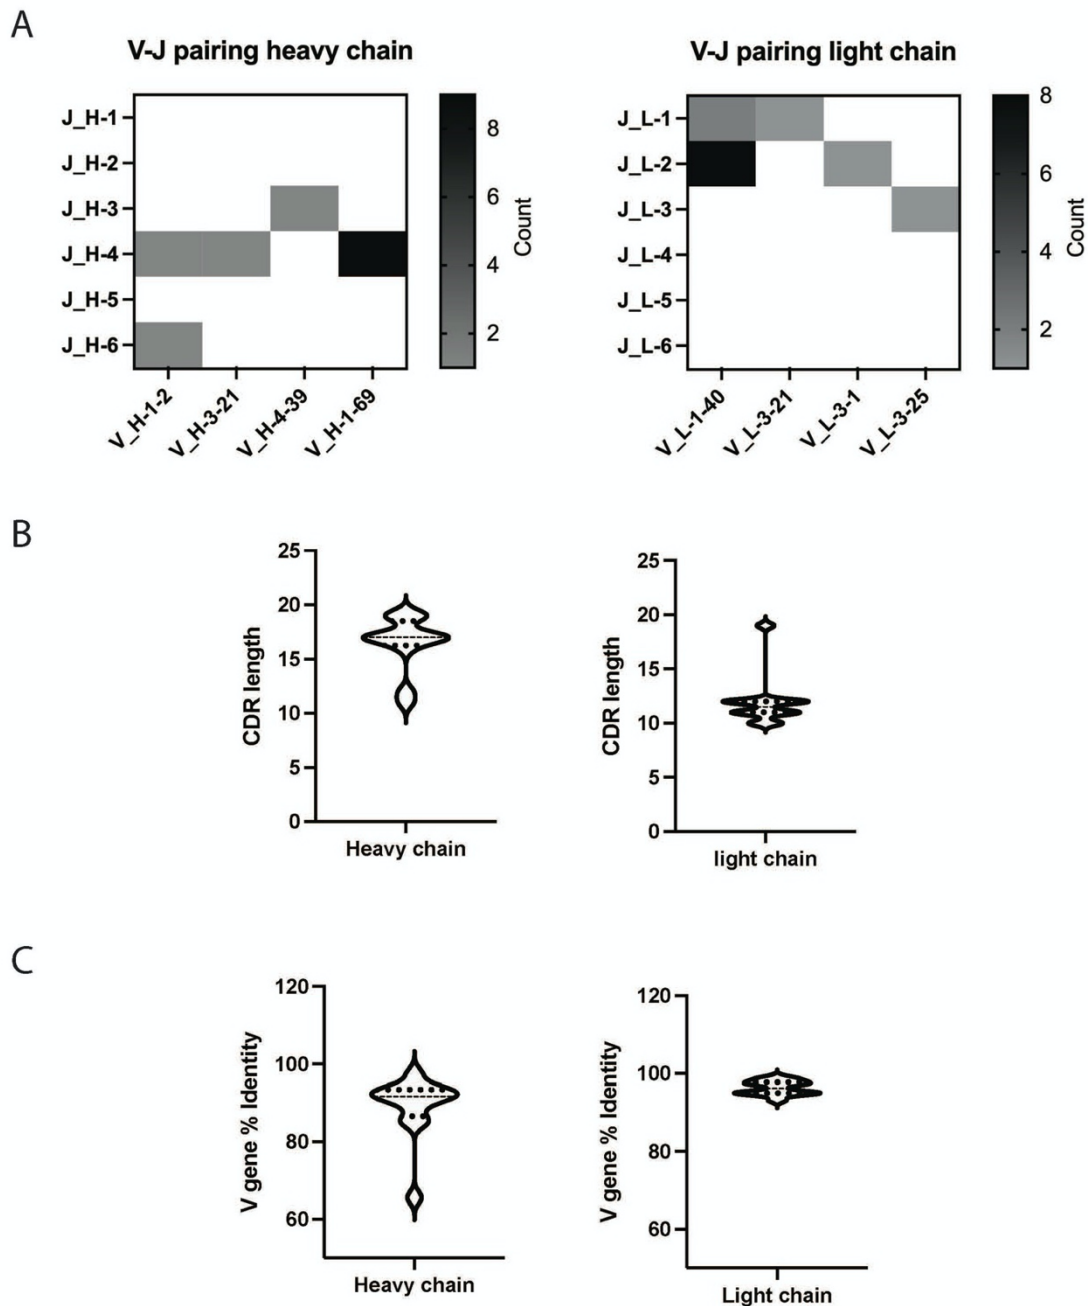 A
V-J pairing heavy chain
J_H-1
J_H-2
J_H-3
J_H-4
J_H-5
J_H-6
V_H-1-2
V_H-3-21
V_H-4-39
V_H-1-69
8
6
4
2
Count
V-J pairing light chain
J_L-1
J_L-2
J_L-3
J_L-4
J_L-5
J_L-6
V_L-1-40
V_L-3-21
V_L-3-1
V_L-3-25
8
6
4
2
Count
B
CDR length
25
20
15
10
5
0
Heavy chain
CDR length
25
20
15
10
5
0
light chain
C
V gene % Identity
120
100
80
60
Heavy chain
V gene % Identity
120
100
80
60
Light chain